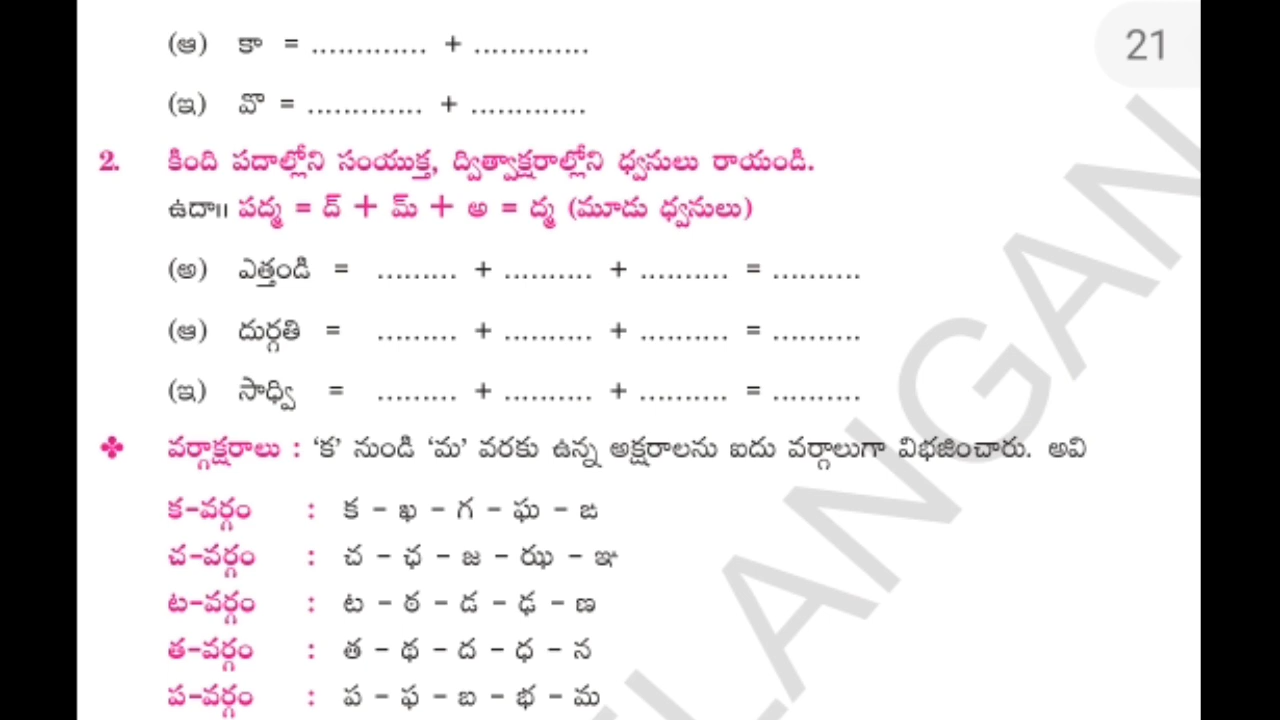 21
(ఆ) కా = ............. + .............
(ఇ) వొ = ............. + .............
2. కింది పదాల్లోని సంయుక్త, ద్విత్వాక్షరాల్లోని ధ్వనులు రాయండి.
ఉదా॥ పద్మ = ద్ + మ్ + అ = ద్మ (మూడు ధ్వనులు)
(అ) ఎత్తండి = ......... + .......... + .......... = ..........
(ఆ) దుర్గతి = ......... + .......... + .......... = ..........
(ఇ) సాధ్వి = ......... + .......... + .......... = ..........
❖ వర్గాక్షరాలు : ‘క’ నుండి ‘మ’ వరకు ఉన్న అక్షరాలను ఐదు వర్గాలుగా విభజించారు. అవి
క-వర్గం : క - ఖ - గ - ఘ - ఙ
చ-వర్గం : చ - ఛ - జ - ఝ - ఞ
ట-వర్గం : ట - ఠ - డ - ఢ - ణ
త-వర్గం : త - థ - ద - ధ - న
ప-వర్గం : ప - ఫ - బ - భ - మ
ELANGAN